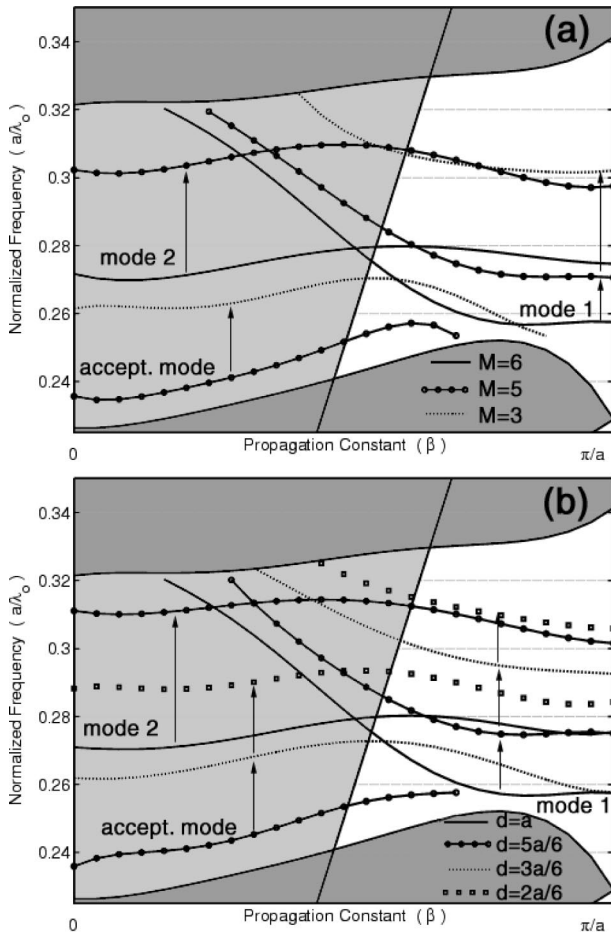 (a)
0.34
0.32
0.3
0.28
0.26
0.24
Normalized Frequency ( a/λo )
mode 2
mode 1
accept. mode
M=6
M=5
M=3
0
Propagation Constant ( β )
π/a
(b)
0.34
0.32
0.3
0.28
0.26
0.24
Normalized Frequency ( a/λo )
mode 2
mode 1
accept. mode
d=a
d=5a/6
d=3a/6
d=2a/6
0
Propagation Constant ( β )
π/a